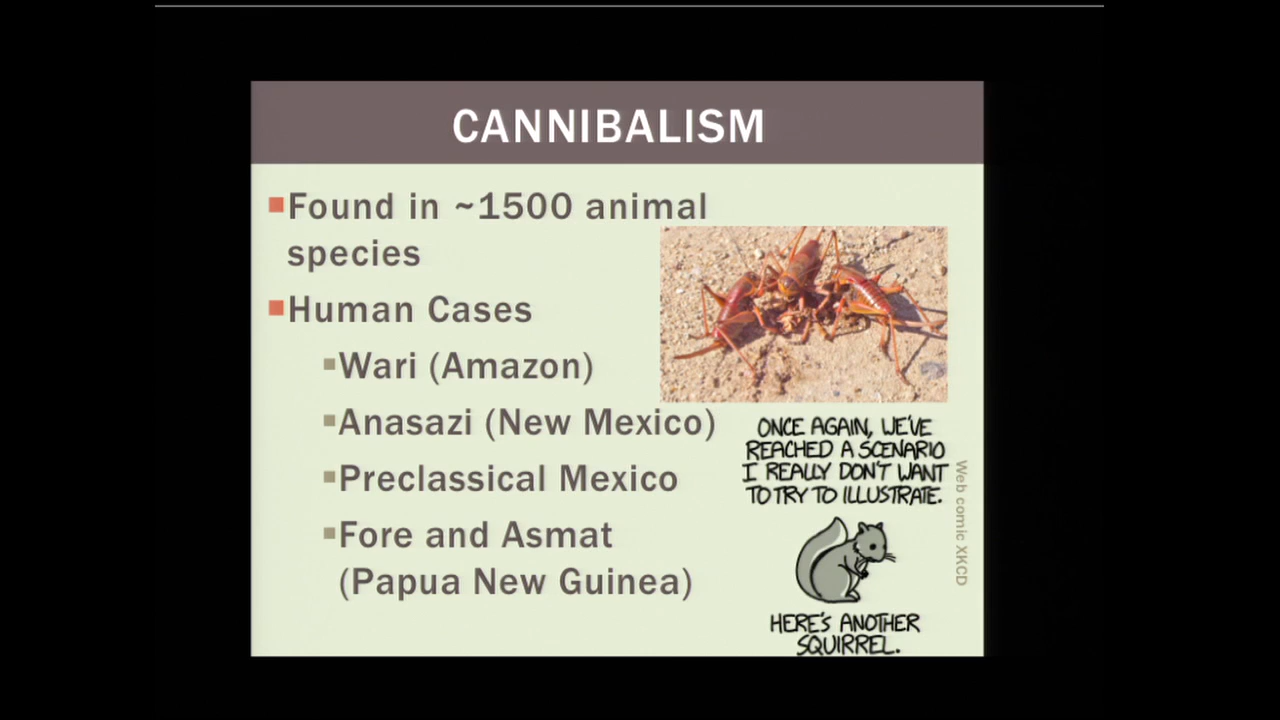 CANNIBALISM
Found in ~1500 animal
species
Human Cases
Wari (Amazon)
Anasazi (New Mexico)
Preclassical Mexico
Fore and Asmat
(Papua New Guinea)
ONCE AGAIN, WE'VE
REACHED A SCENARIO
I REALLY DON'T WANT
TO TRY TO ILLUSTRATE.
HERE'S ANOTHER
SQUIRREL.
Web comic XKCD